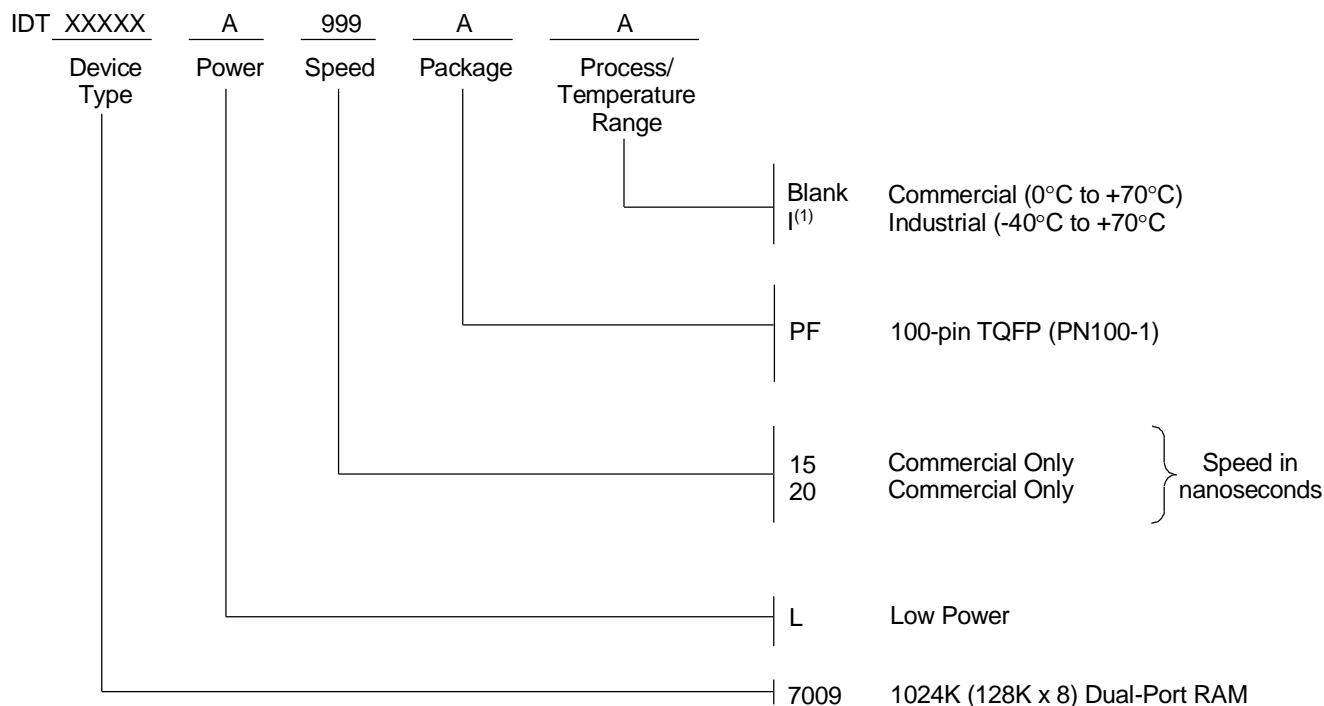 IDT XXXXX A 999 A A
Device Type Power Speed Package Process/ Temperature Range
Blank Commercial (0°C to +70°C)
I(1) Industrial (-40°C to +70°C
PF 100-pin TQFP (PN100-1)
15 Commercial Only
20 Commercial Only
Speed in nanoseconds
L Low Power
7009 1024K (128K x 8) Dual-Port RAM